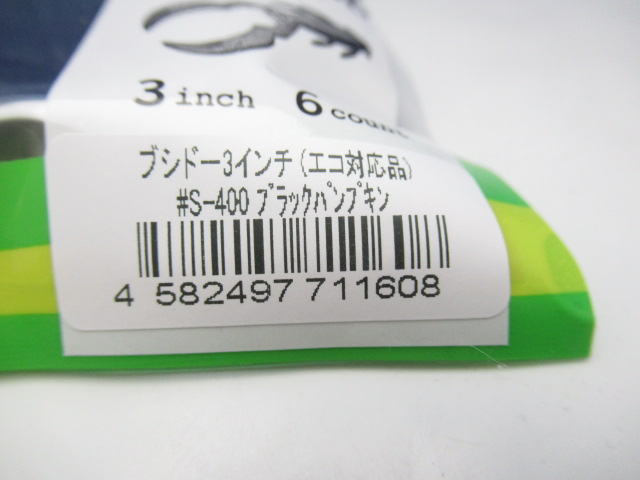 3 inch 6 count
ブシドー3インチ(エコ対応品)
#S-400 ﾌﾞﾗｯｸﾊﾟﾝﾌﾟｷﾝ
4 582497 711608